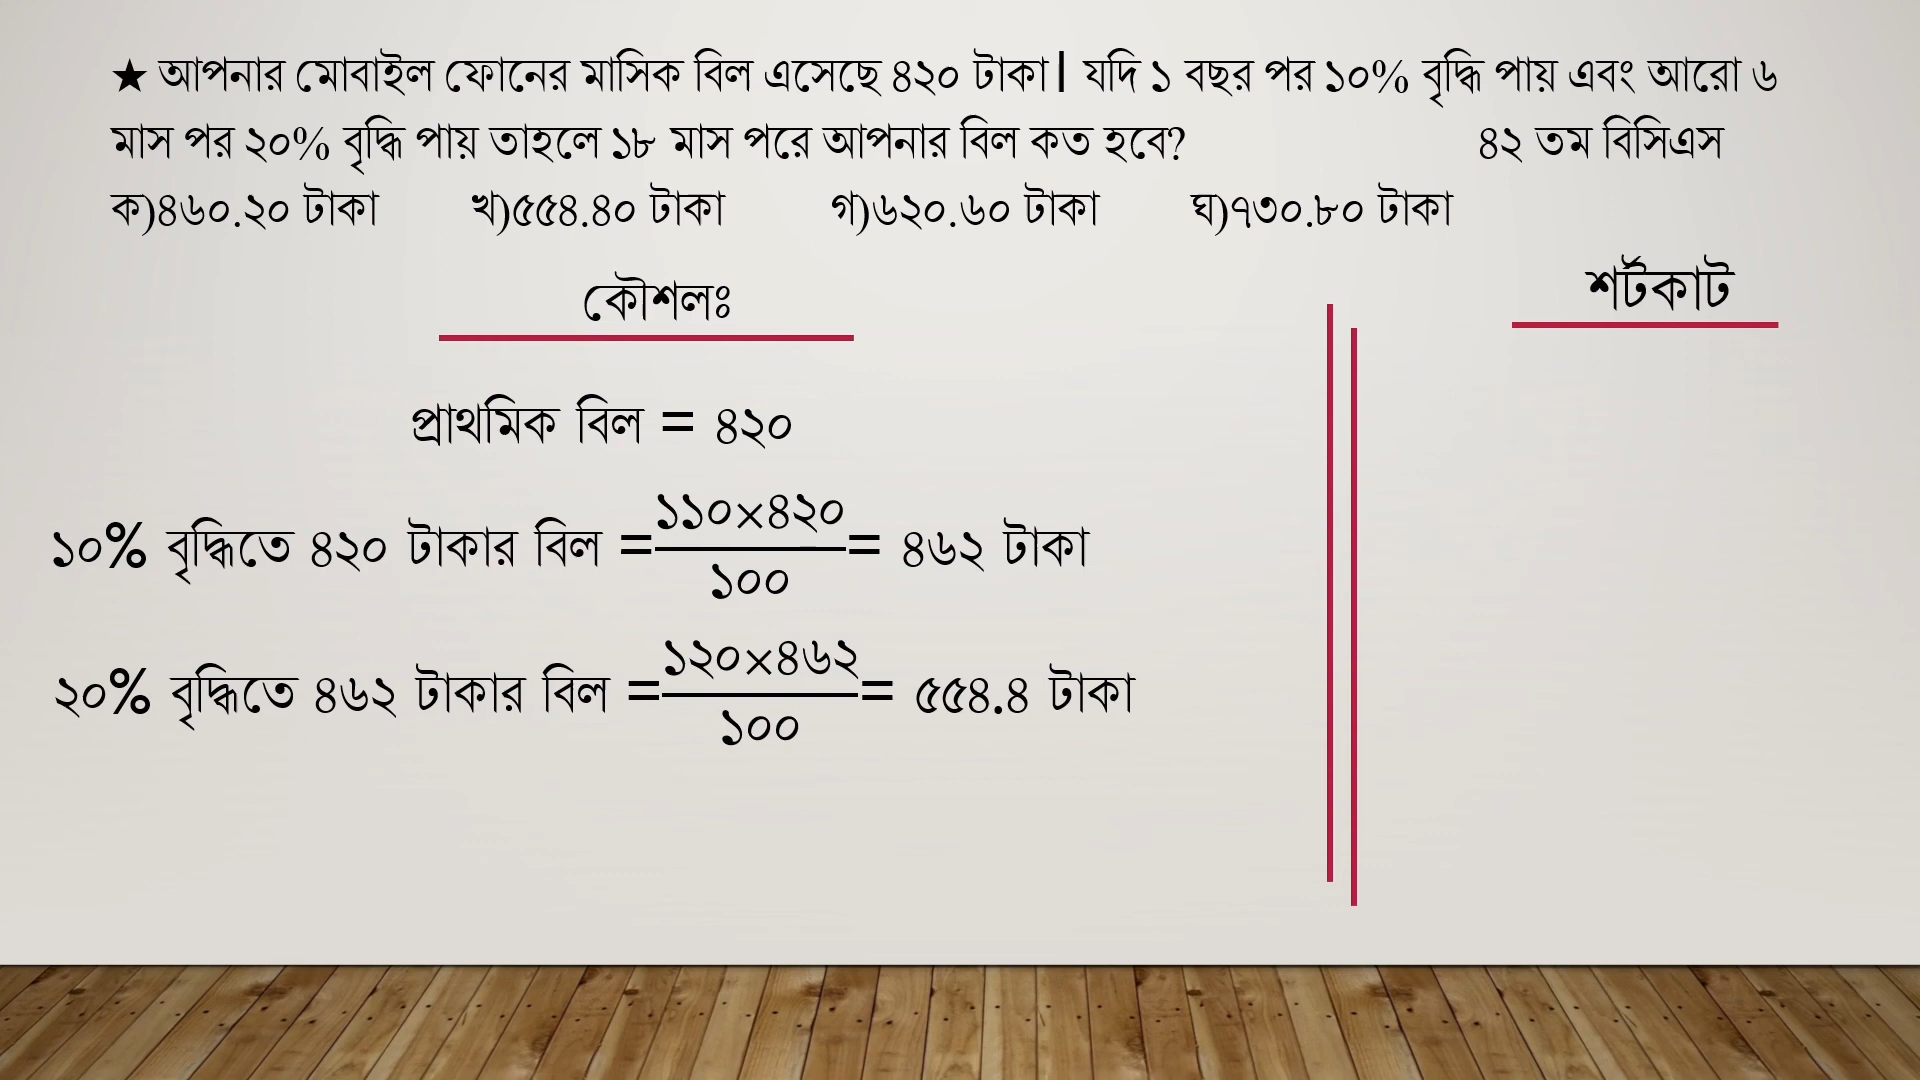 ★ আপনার মোবাইল ফোনের মাসিক বিল এসেছে ৪২০ টাকা। যদি ১ বছর পর ১০% বৃদ্ধি পায় এবং আরো ৬
মাস পর ২০% বৃদ্ধি পায় তাহলে ১৮ মাস পরে আপনার বিল কত হবে? ৪২ তম বিসিএস
ক)৪৬০.২০ টাকা খ)৫৫৪.৪০ টাকা গ)৬২০.৬০ টাকা ঘ)৭৩০.৮০ টাকা
কৌশলঃ
শর্টকাট
প্রাথমিক বিল = ৪২০
১০% বৃদ্ধিতে ৪২০ টাকার বিল = ১১০×৪২০/১০০ = ৪৬২ টাকা
২০% বৃদ্ধিতে ৪৬২ টাকার বিল = ১২০×৪৬২/১০০ = ৫৫৪.৪ টাকা